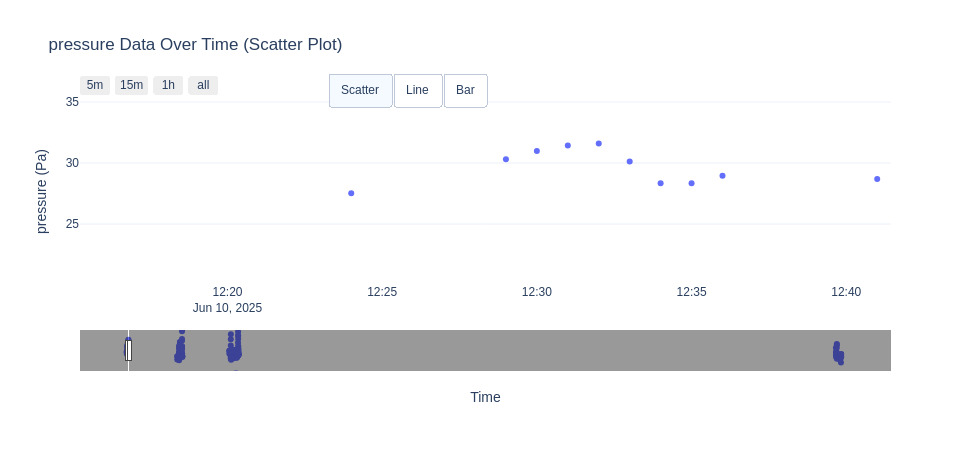 pressure Data Over Time (Scatter Plot)
5m 15m 1h all
Scatter Line Bar
35
30
25
pressure (Pa)
12:20 12:25 12:30 12:35 12:40
Jun 10, 2025
Time